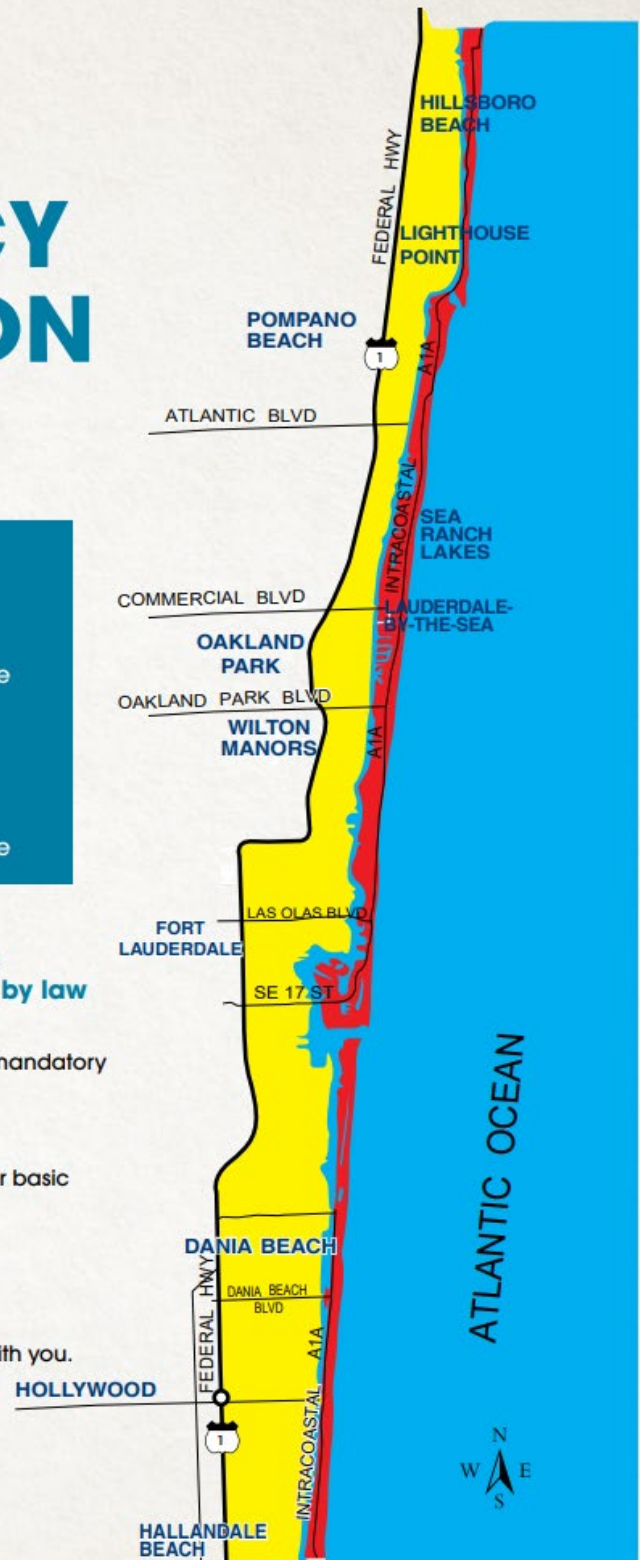 CY
ON
HILLSBORO
BEACH
FEDERAL HWY
LIGHTHOUSE
POINT
POMPANO
BEACH
1
A1A
ATLANTIC BLVD
INTRACOASTAL
SEA
RANCH
LAKES
COMMERCIAL BLVD
LAUDERDALE-
BY-THE-SEA
OAKLAND
PARK
e
OAKLAND PARK BLVD
WILTON
MANORS
A1A
e
LAS OLAS BLVD
FORT
LAUDERDALE
by law
SE 17 ST
mandatory
ATLANTIC OCEAN
r basic
DANIA BEACH
FEDERAL HWY
DANIA BEACH
BLVD
A1A
ith you.
HOLLYWOOD
INTRACOASTAL
1
N
W E
S
HALLANDALE
BEACH